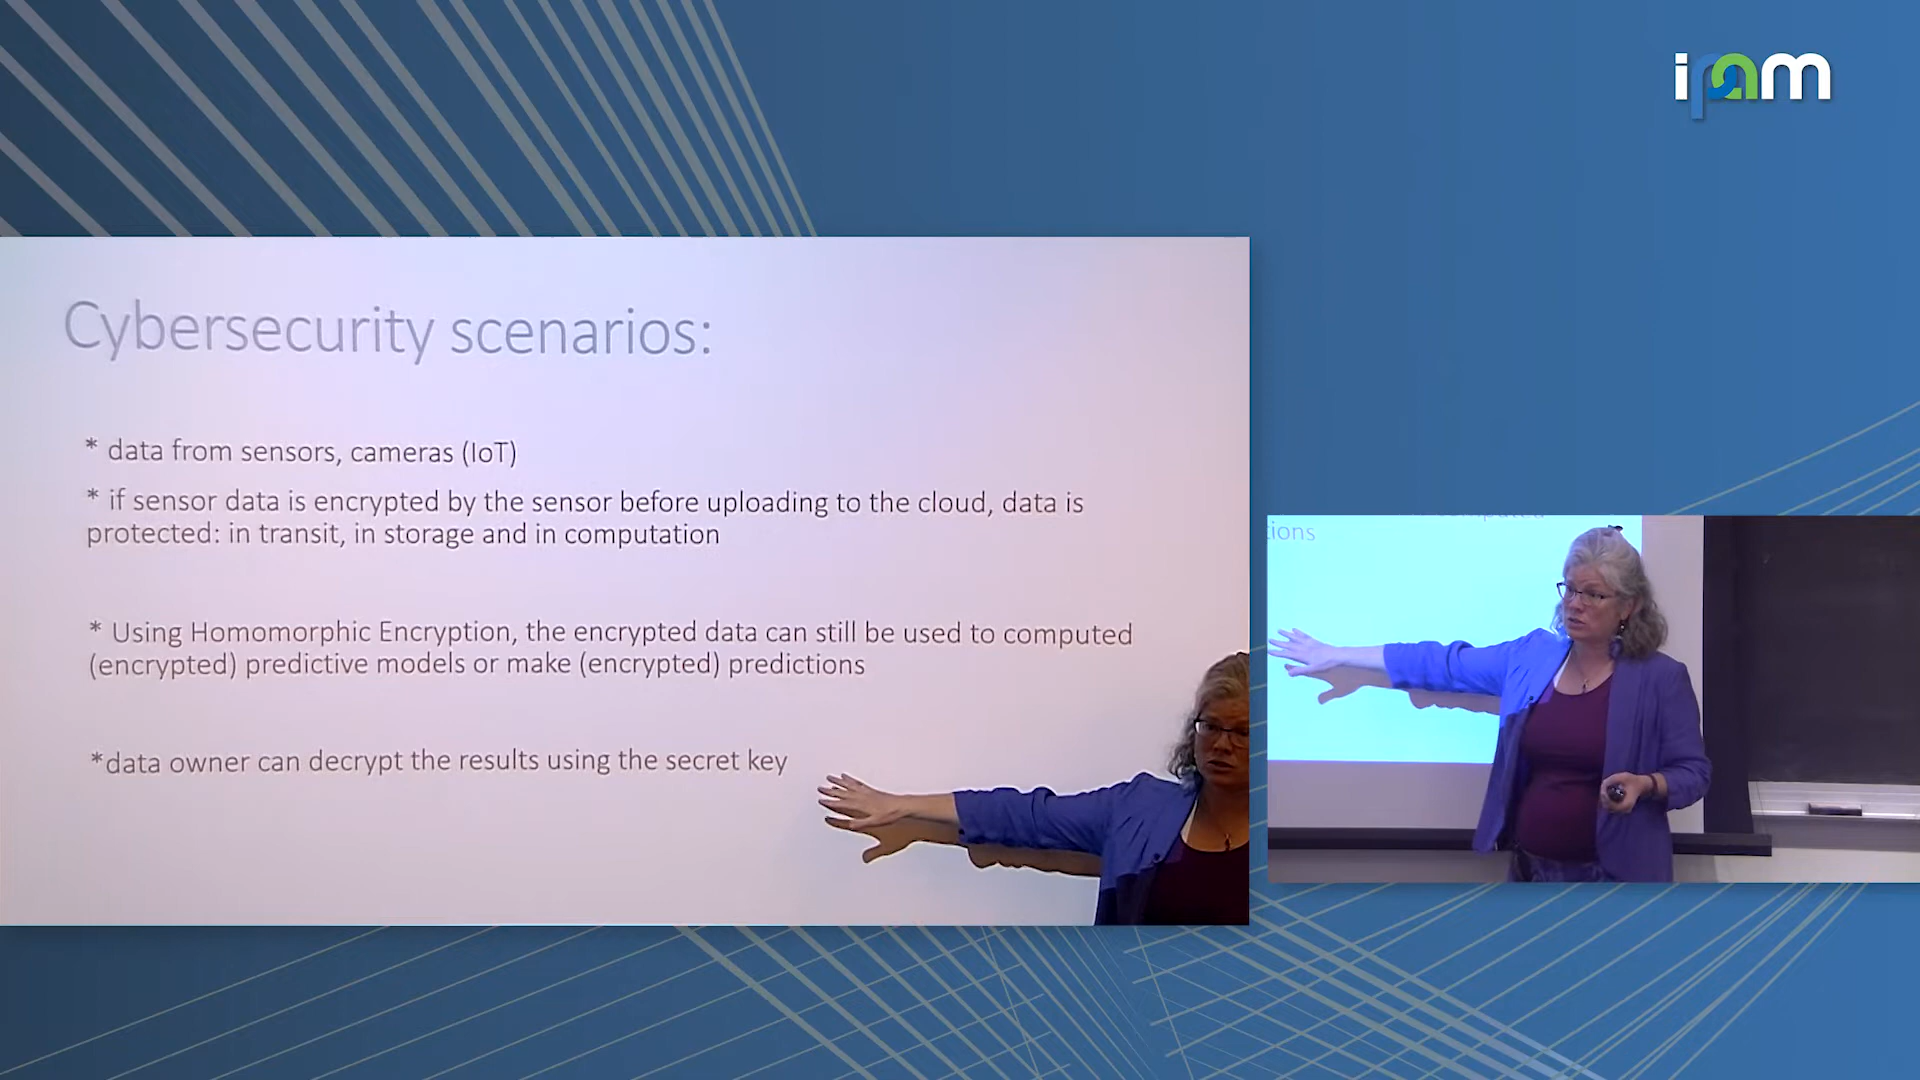 ipam
Cybersecurity scenarios:
* data from sensors, cameras (IoT)
* if sensor data is encrypted by the sensor before uploading to the cloud, data is
protected: in transit, in storage and in computation
* Using Homomorphic Encryption, the encrypted data can still be used to computed
(encrypted) predictive models or make (encrypted) predictions
*data owner can decrypt the results using the secret key
tions